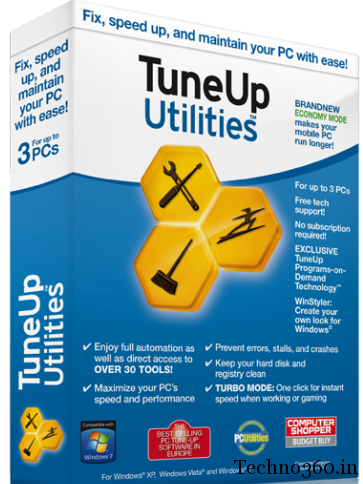 Fix, speed up, and maintain your PC with ease!
Fix, speed
up, and
maintain
your PC
with ease!
3 For up to
PCs
TuneUp
Utilities™
TuneUp
Utilities™
BRANDNEW
ECONOMY MODE
makes your
mobile PC
run longer!
For up to 3 PCs
Free tech
support!
No subscription
required!
EXCLUSIVE
TuneUp
Programs-on-
Demand
Technology™
WinStyler:
Create your
own look for
Windows®
✓ Enjoy full automation as
well as direct access to
OVER 30 TOOLS!
✓ Maximize your PC's
speed and performance
✓ Prevent errors, stalls, and crashes
✓ Keep your hard disk and
registry clean
✓ TURBO MODE: One click for instant
speed when working or gaming
Compatible with
Windows 7
THE
BEST SELLING
PC TUNE-UP
SOFTWARE IN
EUROPE
PCUtilities
COMPUTER
SHOPPER
BUDGET BUY
For Windows® XP, Windows Vista® and Windows
Techno360.in